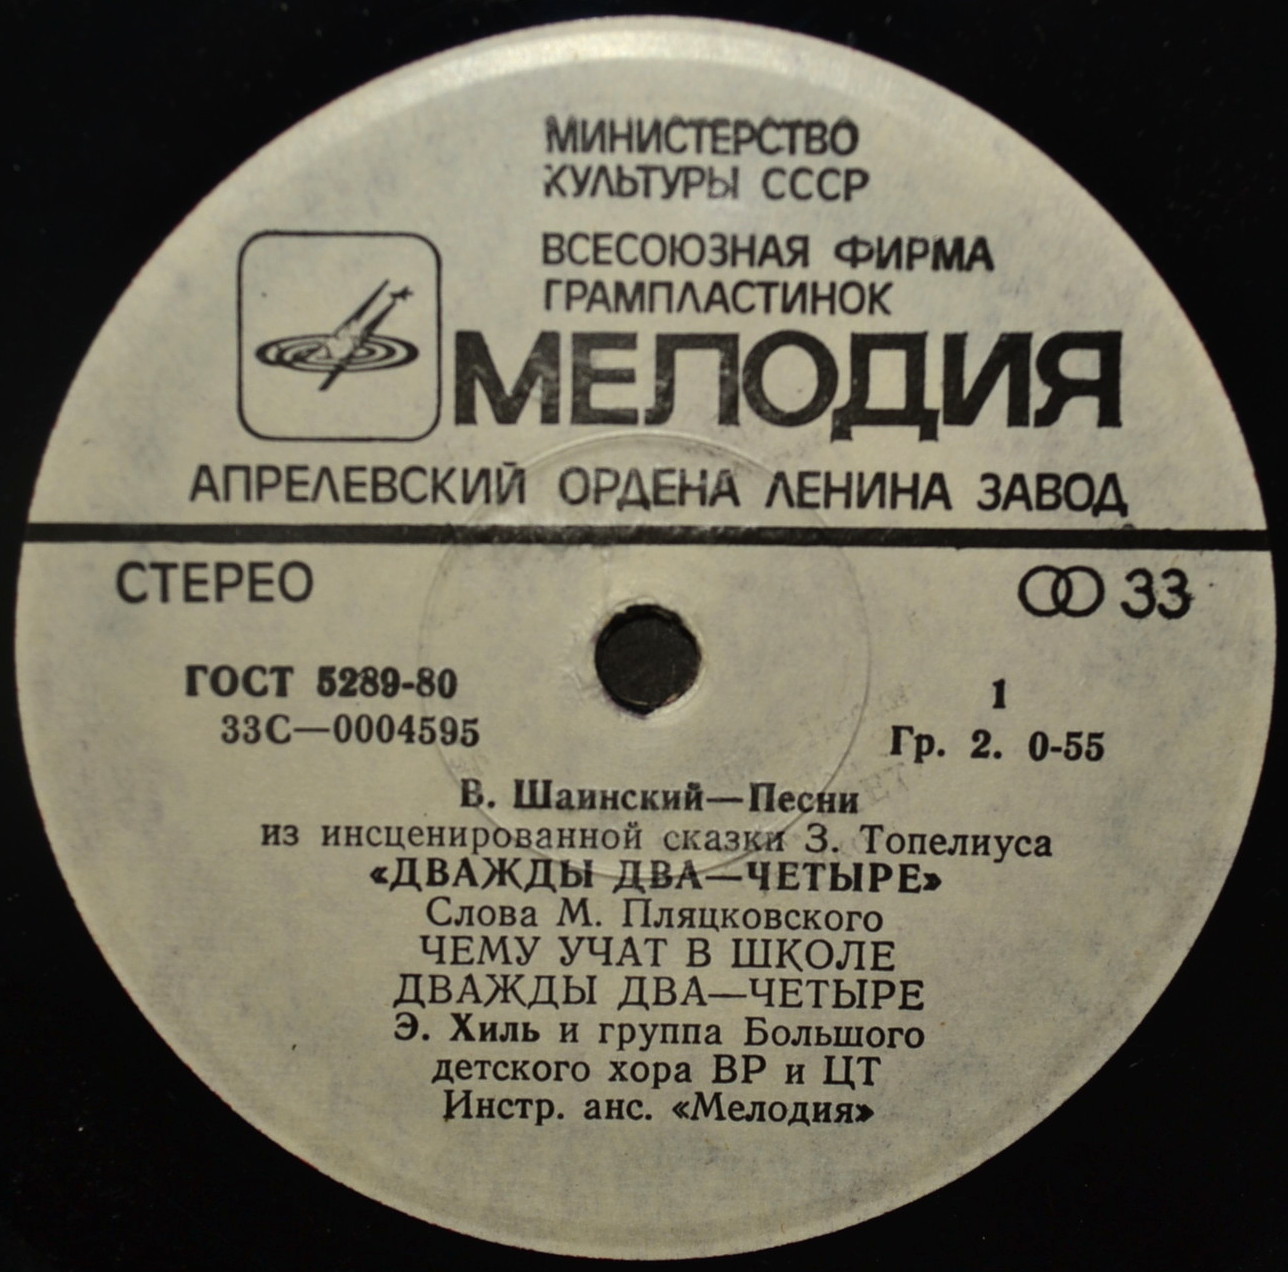 МИНИСТЕРСТВО
КУЛЬТУРЫ СССР
ВСЕСОЮЗНАЯ ФИРМА
ГРАМПЛАСТИНОК
МЕЛОДИЯ
АПРЕЛЕВСКИЙ ОРДЕНА ЛЕНИНА ЗАВОД
СТЕРЕО 33
ГОСТ 5289-80 1
33С—0004595 Гр. 2. 0-55
В. Шаинский—Песни
из инсценированной сказки З. Топелиуса
«ДВАЖДЫ ДВА—ЧЕТЫРЕ»
Слова М. Пляцковского
ЧЕМУ УЧАТ В ШКОЛЕ
ДВАЖДЫ ДВА—ЧЕТЫРЕ
Э. Хиль и группа Большого
детского хора ВР и ЦТ
Инстр. анс. «Мелодия»